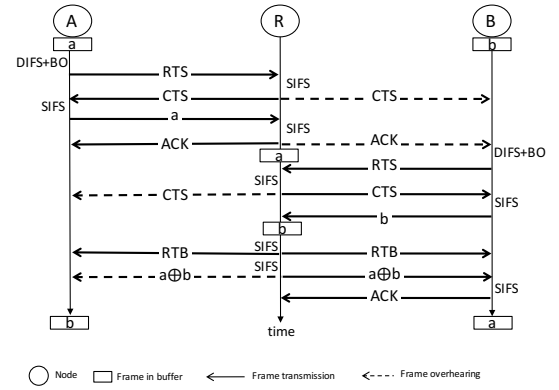 A R B
a b
DIFS+BO
RTS
SIFS
CTS CTS
SIFS
a
SIFS
ACK ACK
a
DIFS+BO
RTS
SIFS
CTS CTS
SIFS
b
b
RTB SIFS RTB
SIFS
a⊕b a⊕b
SIFS
ACK
b a
time
Node Frame in buffer Frame transmission Frame overhearing